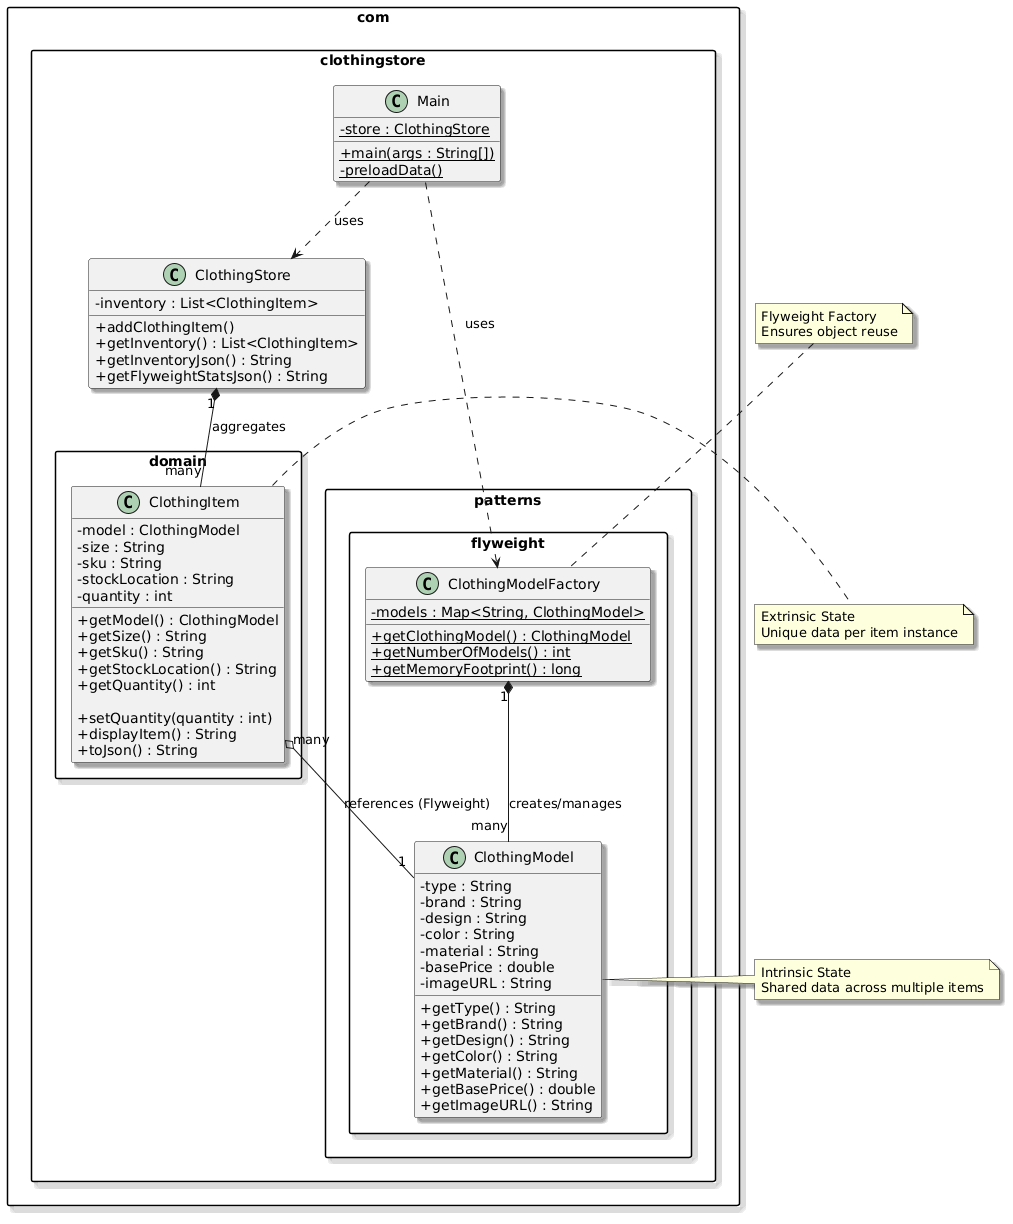 com
clothingstore
C Main
-store : ClothingStore
+main(args : String[])
-preloadData()
uses
C ClothingStore
-inventory : List<ClothingItem>
+addClothingItem()
+getInventory() : List<ClothingItem>
+getInventoryJson() : String
+getFlyweightStatsJson() : String
uses
Flyweight Factory
Ensures object reuse
1
aggregates
many
domain
C ClothingItem
-model : ClothingModel
-size : String
-sku : String
-stockLocation : String
-quantity : int
+getModel() : ClothingModel
+getSize() : String
+getSku() : String
+getStockLocation() : String
+getQuantity() : int
+setQuantity(quantity : int)
+displayItem() : String
+toJson() : String
patterns
flyweight
C ClothingModelFactory
-models : Map<String, ClothingModel>
+getClothingModel() : ClothingModel
+getNumberOfModels() : int
+getMemoryFootprint() : long
Extrinsic State
Unique data per item instance
1
many
references (Flyweight)
creates/manages
many
1
C ClothingModel
-type : String
-brand : String
-design : String
-color : String
-material : String
-basePrice : double
-imageURL : String
+getType() : String
+getBrand() : String
+getDesign() : String
+getColor() : String
+getMaterial() : String
+getBasePrice() : double
+getImageURL() : String
Intrinsic State
Shared data across multiple items